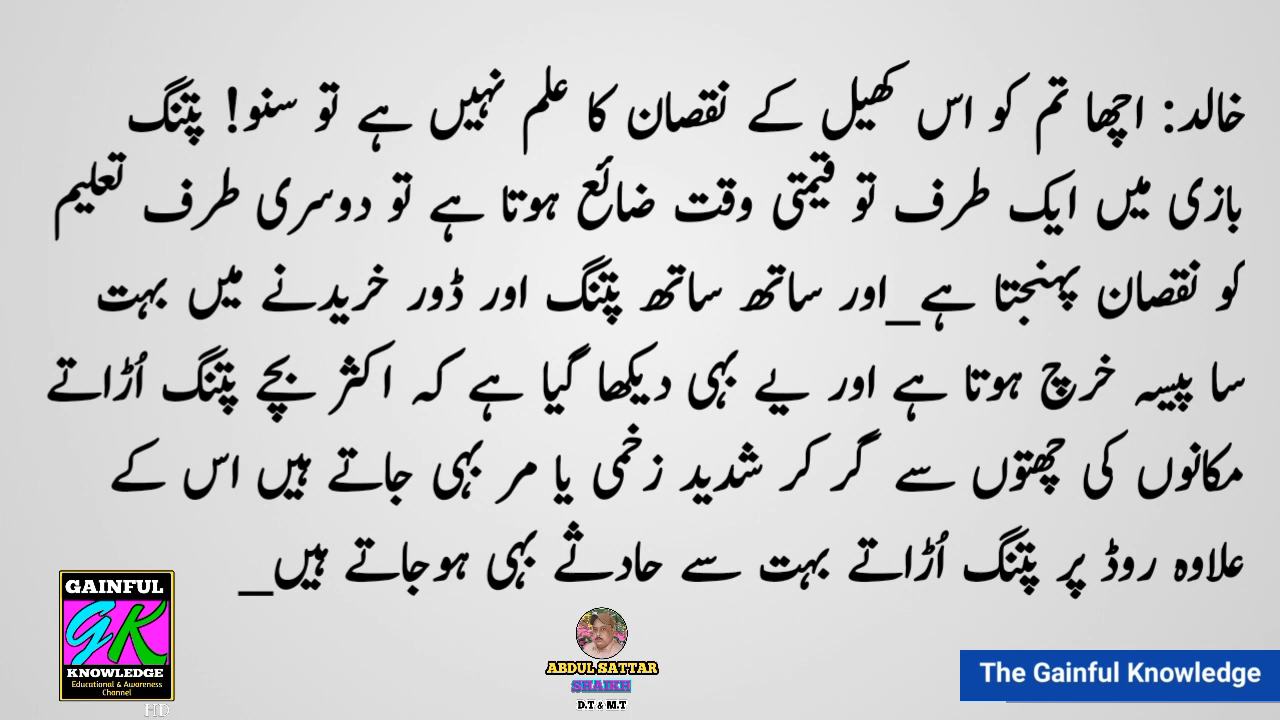 خالد: اچھا تم کو اس کھیل کے نقصان کا علم نہیں ہے تو سنو! پتنگ
بازی میں ایک طرف تو قیمتی وقت ضائع ہوتا ہے تو دوسری طرف تعلیم
کو نقصان پہنچتا ہے_اور ساتھ ساتھ پتنگ اور ڈور خریدنے میں بہت
سا پیسہ خرچ ہوتا ہے اور یے بہی دیکھا گیا ہے کہ اکثر بچے پتنگ اُڑاتے
مکانوں کی چھتوں سے گر کر شدید زخمی یا مر بہی جاتے ہیں اس کے
علاوہ روڈ پر پتنگ اُڑاتے بہت سے حادثے بہی ہوجاتے ہیں_
GAINFUL
GK
KNOWLEDGE
Educational & Awareness
Channel
HD
ABDUL SATTAR
SHAIKH
D.T & M.T
The Gainful Knowledge